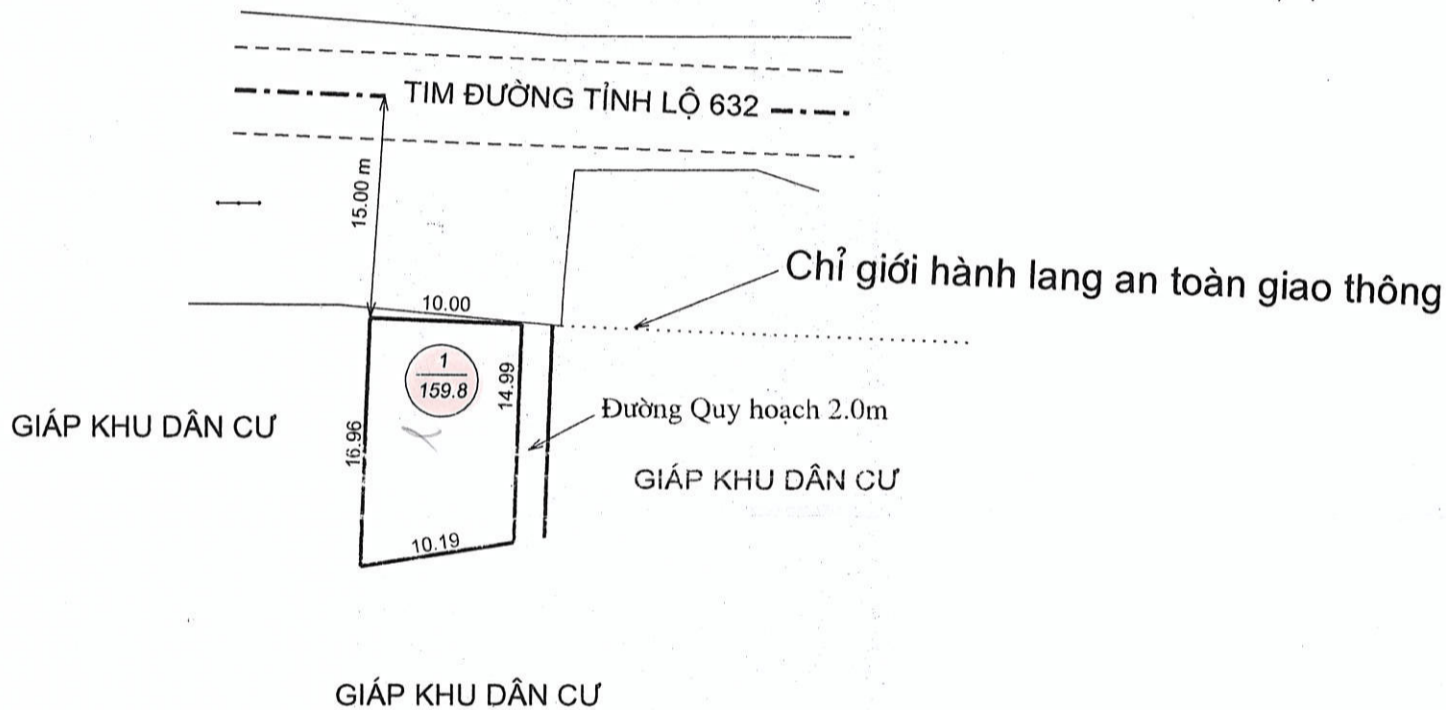 TIM ĐƯỜNG TỈNH LỘ 632
15.00 m
Chỉ giới hành lang an toàn giao thông
10.00
1
159.8
14.99
16.96
Đường Quy hoạch 2.0m
GIÁP KHU DÂN CƯ
GIÁP KHU DÂN CƯ
10.19
GIÁP KHU DÂN CƯ